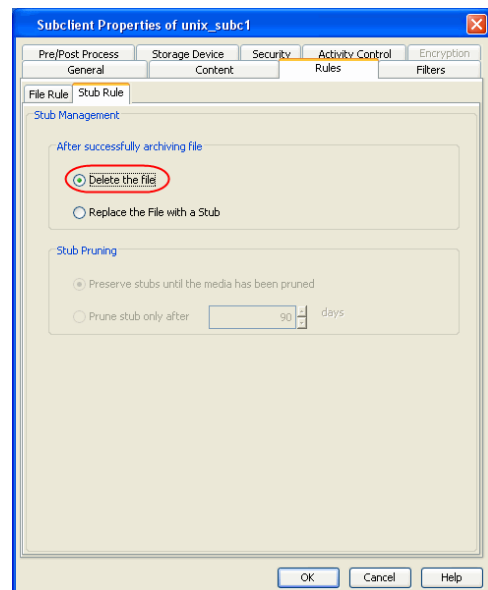 Subclient Properties of unix_subc1
Pre/Post Process Storage Device Security Activity Control Encryption
General Content Rules Filters
File Rule Stub Rule
Stub Management
After successfully archiving file
Delete the file
Replace the File with a Stub
Stub Pruning
Preserve stubs until the media has been pruned
Prune stub only after 90 days
OK Cancel Help